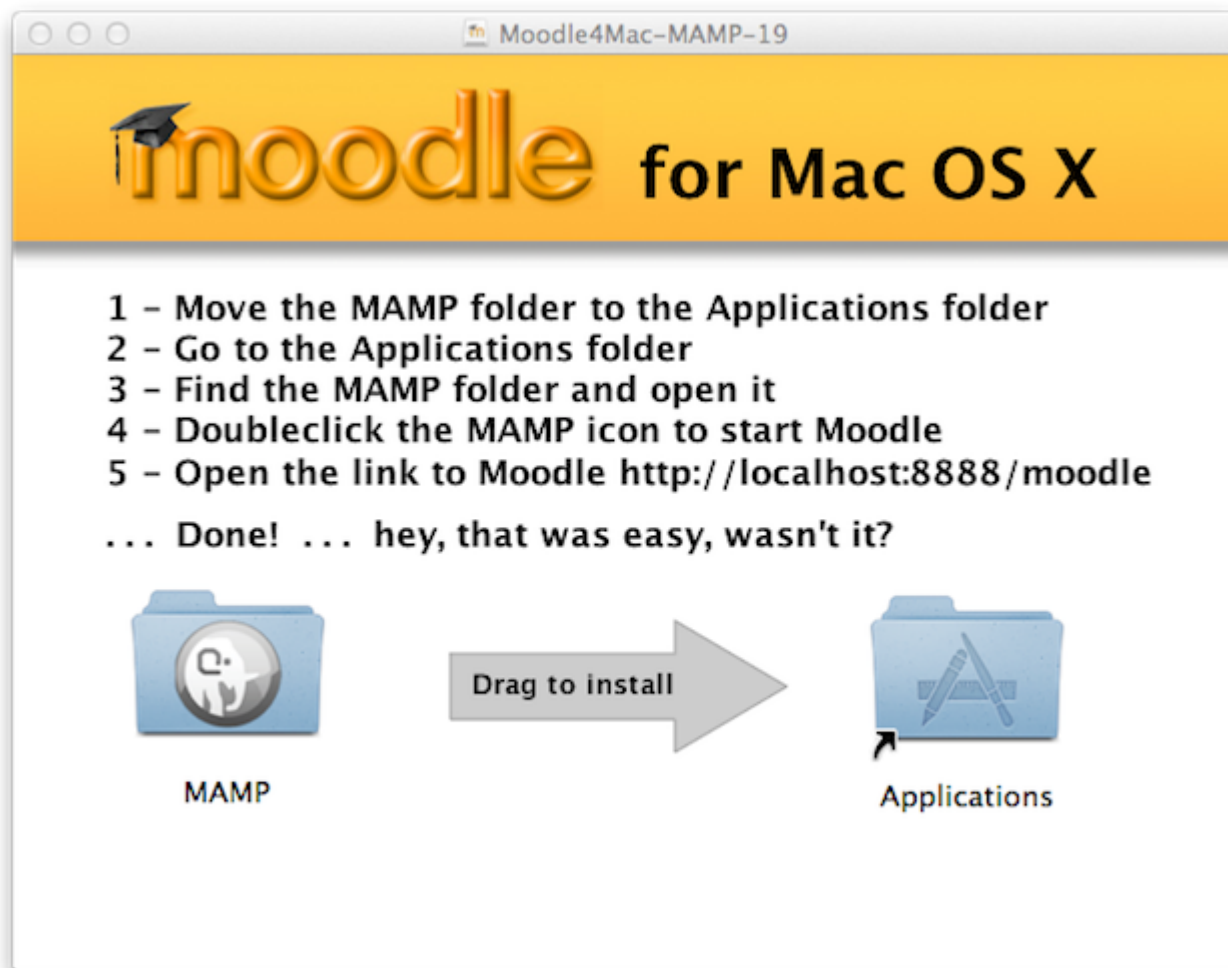 Moodle4Mac-MAMP-19
moodle for Mac OS X
1 – Move the MAMP folder to the Applications folder
2 – Go to the Applications folder
3 – Find the MAMP folder and open it
4 – Doubleclick the MAMP icon to start Moodle
5 – Open the link to Moodle http://localhost:8888/moodle
... Done! ... hey, that was easy, wasn't it?
Drag to install
MAMP
Applications